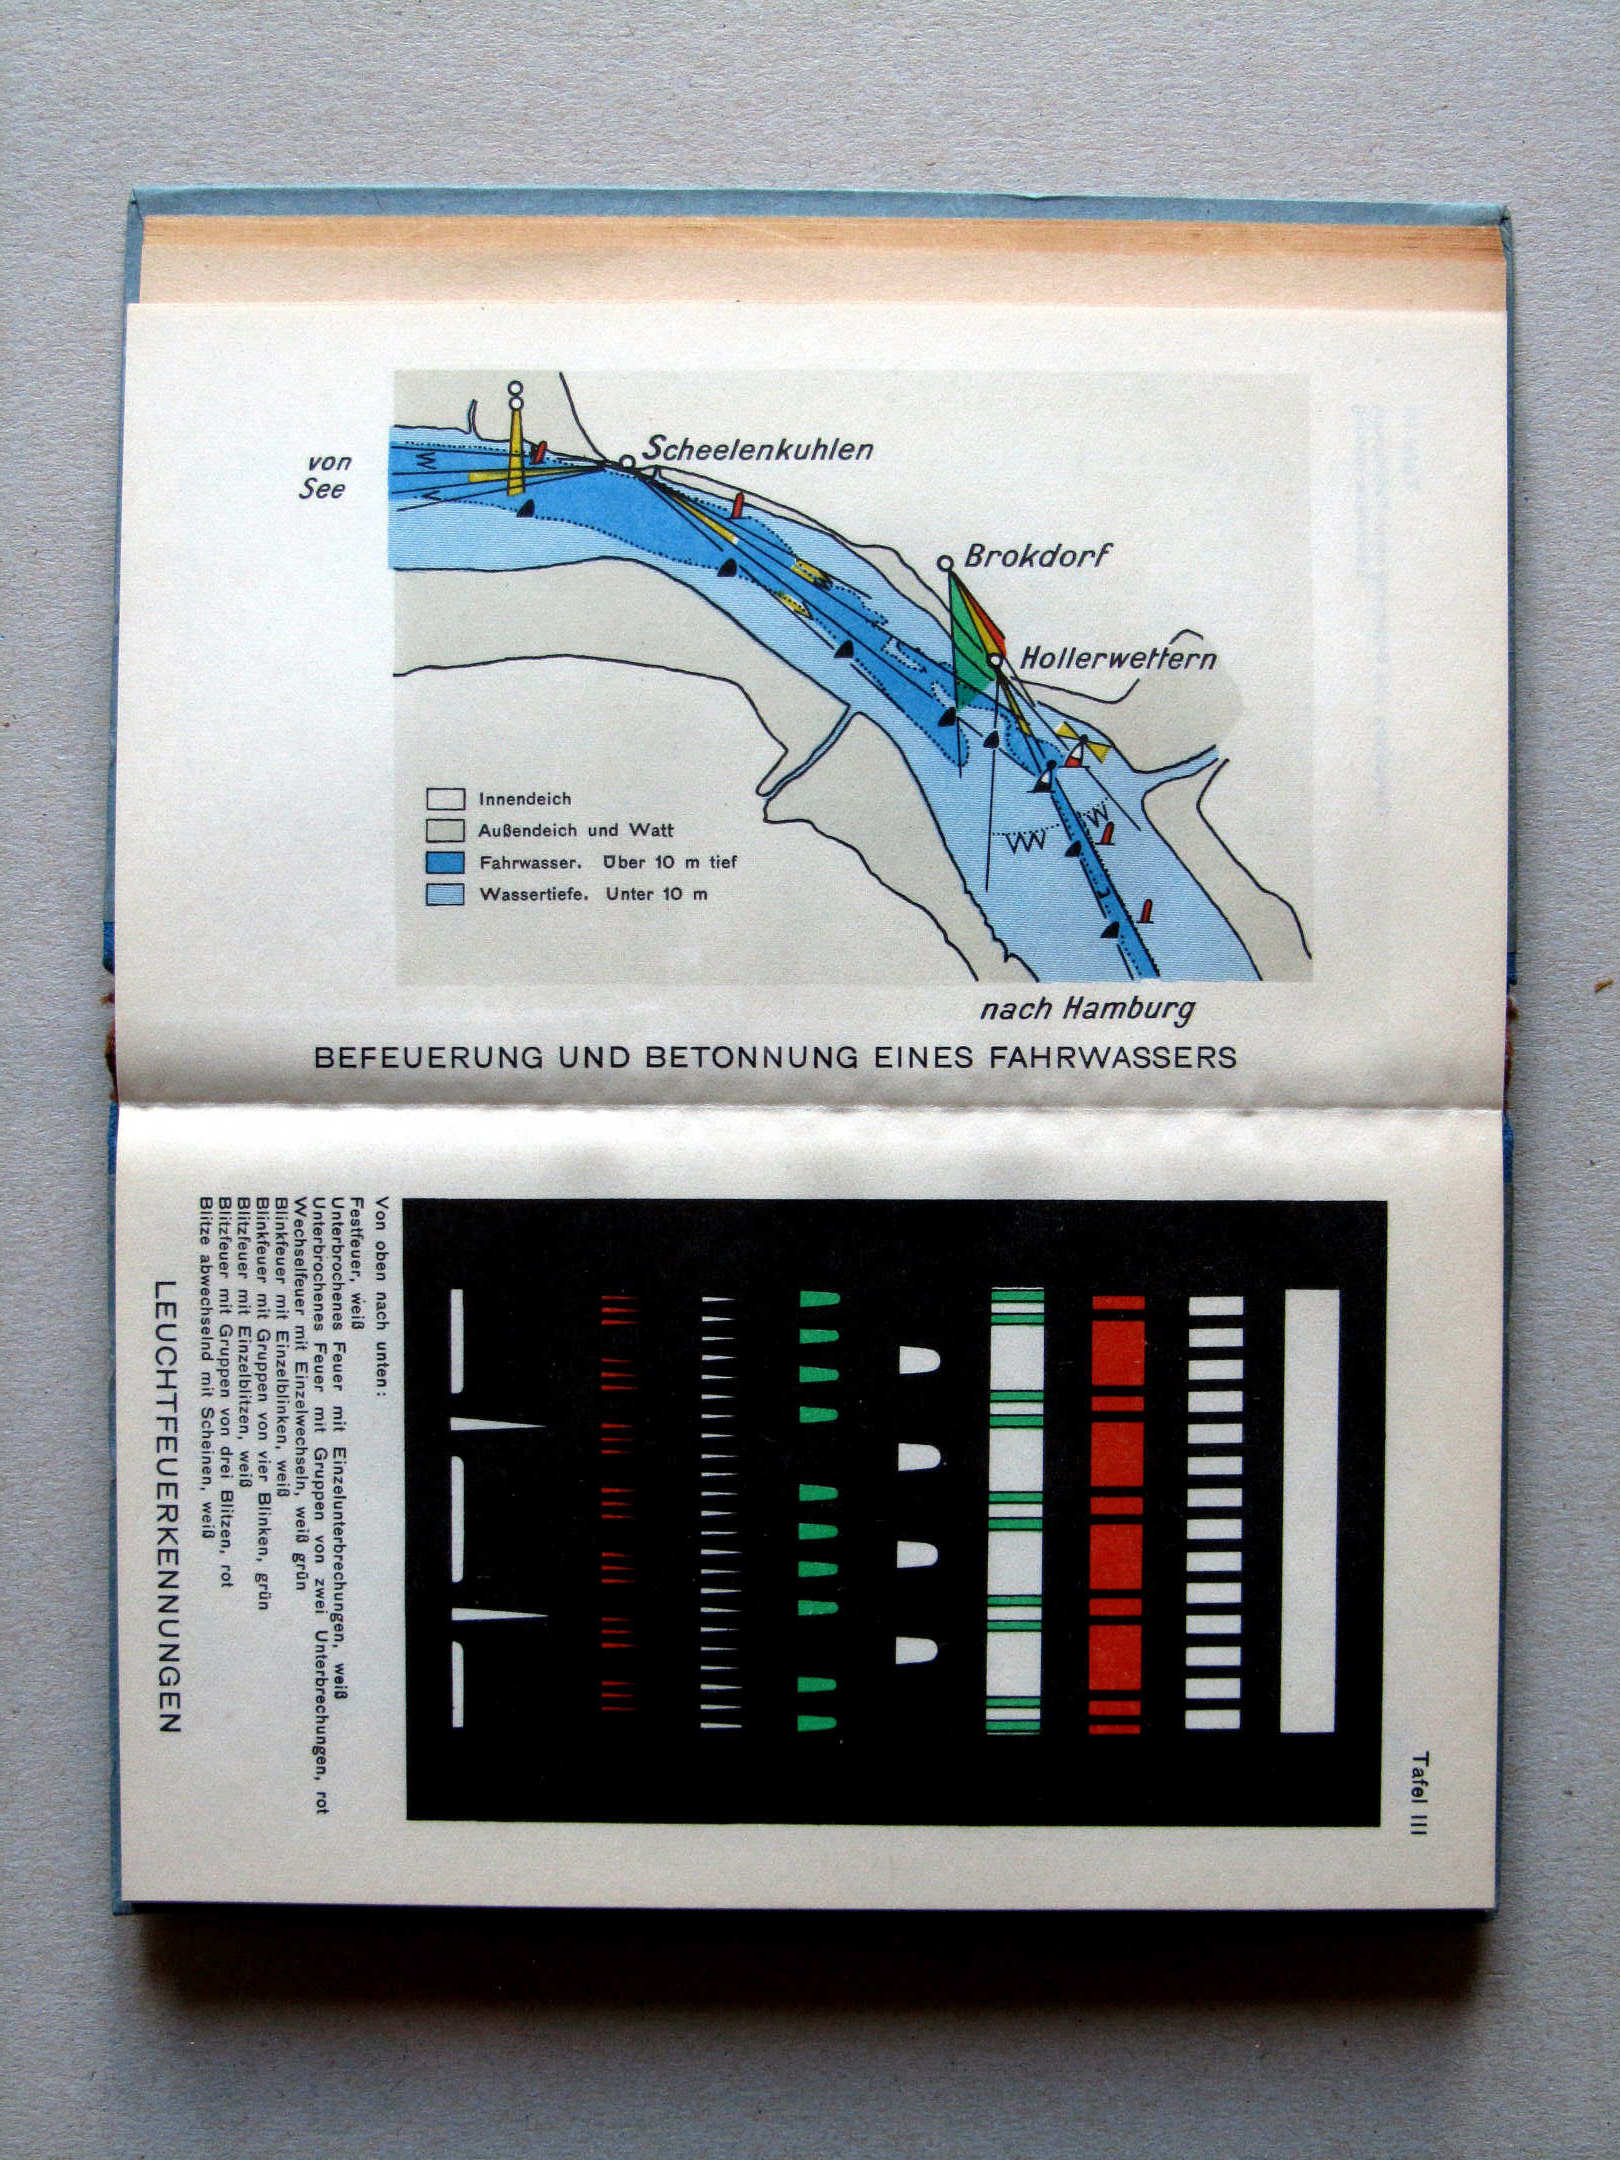 von
See
Scheelenkuhlen
Brokdorf
Hollerwettern
Innendeich
Außendeich und Watt
Fahrwasser. Über 10 m tief
Wassertiefe. Unter 10 m
nach Hamburg
BEFEUERUNG UND BETONNUNG EINES FAHRWASSERS
Tafel III
Von oben nach unten:
Festfeuer, weiß
Unterbrochenes Feuer mit Einzelunterbrechungen, weiß
Unterbrochenes Feuer mit Gruppen von zwei Unterbrechungen, rot
Wechselfeuer mit Einzelwechseln, weiß grün
Blinkfeuer mit Einzelblinken, weiß
Blinkfeuer mit Gruppen von vier Blinken, grün
Blitzfeuer mit Einzelblitzen, weiß
Blitzfeuer mit Gruppen von drei Blitzen, rot
Blitze abwechselnd mit Scheinen, weiß
LEUCHTFEUERKENNUNGEN